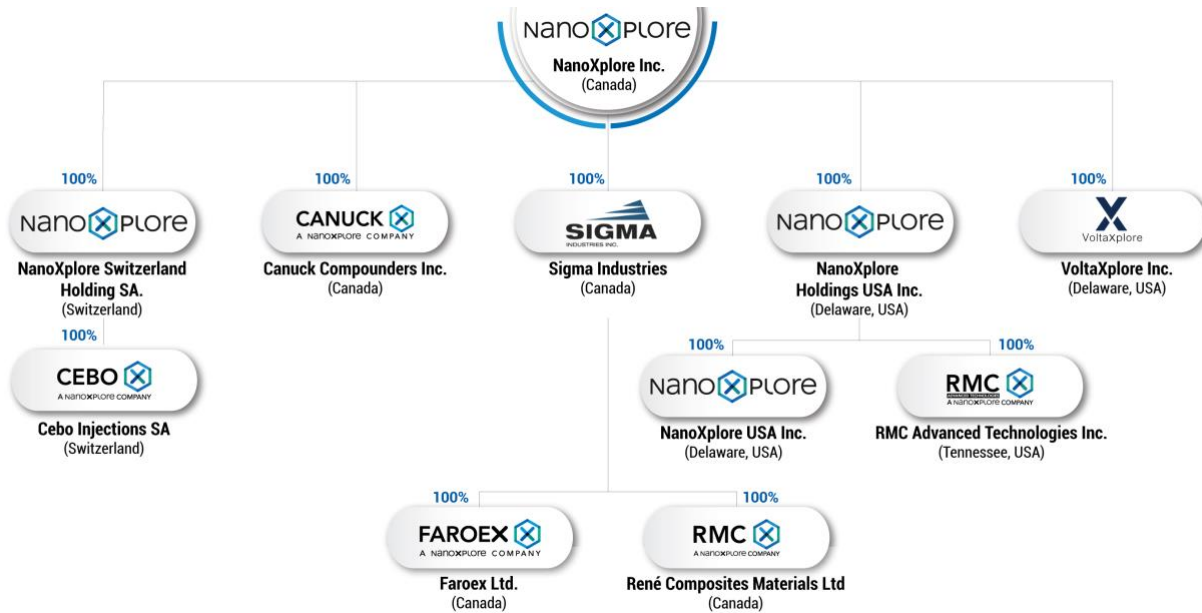 NanoXplore
NanoXplore Inc.
(Canada)
100%
NanoXplore
NanoXplore Switzerland
Holding SA.
(Switzerland)
100%
CANUCK X
A NANOXPLORE COMPANY
Canuck Compounders Inc.
(Canada)
100%
SIGMA
INDUSTRIES INC.
Sigma Industries
(Canada)
100%
NanoXplore
NanoXplore
Holdings USA Inc.
(Delaware, USA)
100%
VoltaXplore
VoltaXplore Inc.
(Delaware, USA)
100%
CEBO X
A NANOXPLORE COMPANY
Cebo Injections SA
(Switzerland)
100%
NanoXplore
NanoXplore USA Inc.
(Delaware, USA)
100%
RMC X
ADVANCED TECHNOLOGIES
A NANOXPLORE COMPANY
RMC Advanced Technologies Inc.
(Tennessee, USA)
100%
FAROEX X
A NANOXPLORE COMPANY
Faroex Ltd.
(Canada)
100%
RMC X
A NANOXPLORE COMPANY
René Composites Materials Ltd
(Canada)